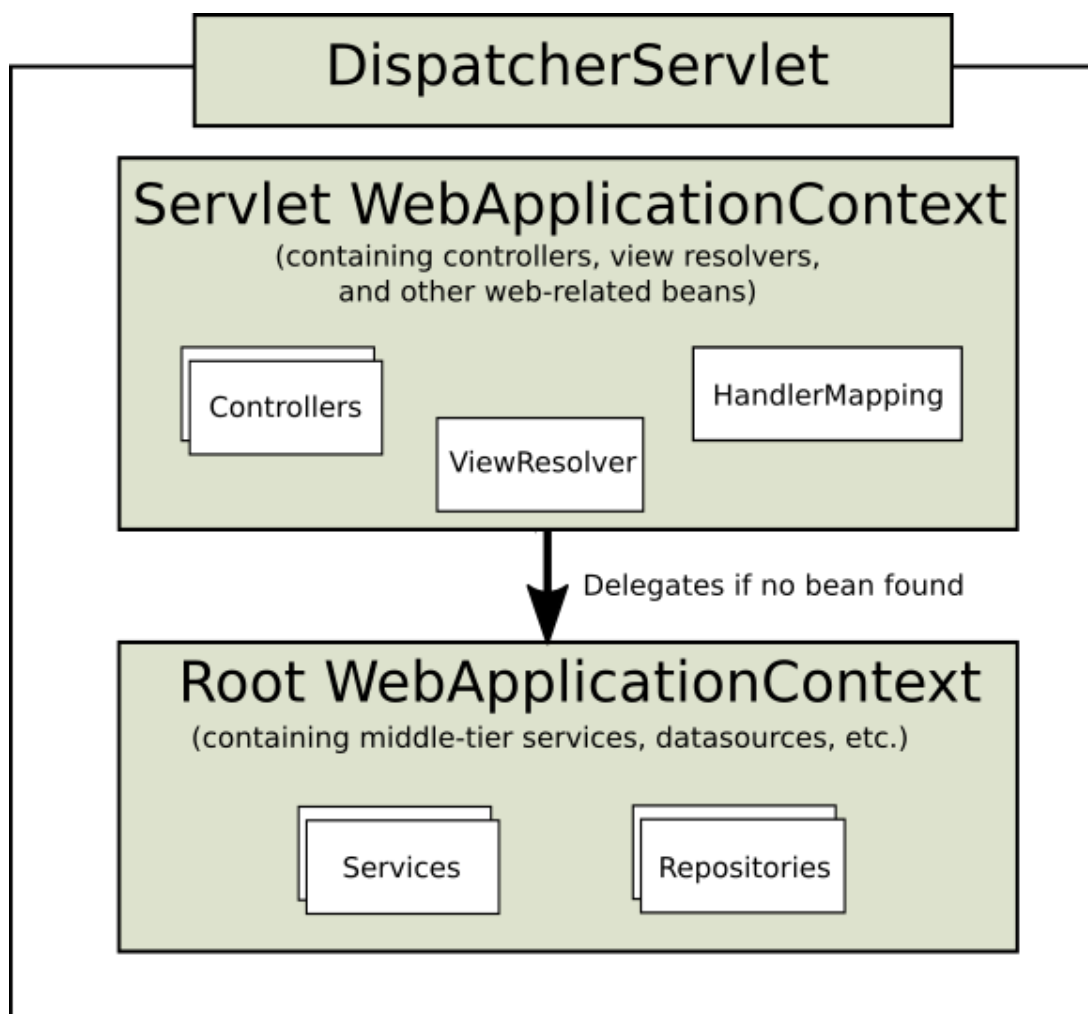 DispatcherServlet
Servlet WebApplicationContext
(containing controllers, view resolvers,
and other web-related beans)
Controllers
HandlerMapping
ViewResolver
Delegates if no bean found
Root WebApplicationContext
(containing middle-tier services, datasources, etc.)
Services
Repositories